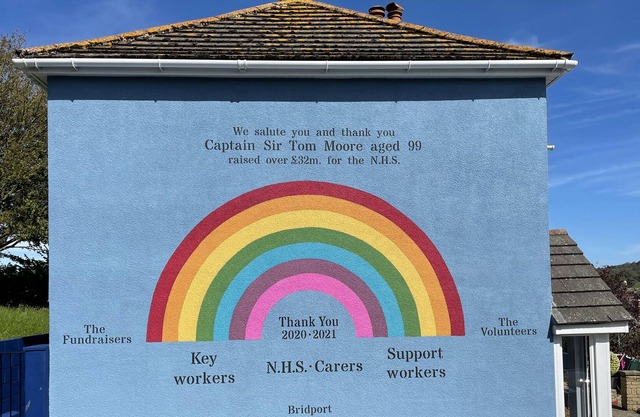 We salute you and thank you
Captain Sir Tom Moore aged 99
raised over £32m. for the N.H.S.
Thank You
2020·2021
The
Fundraisers
The
Volunteers
Key
workers
N.H.S.·Carers
Support
workers
Bridport